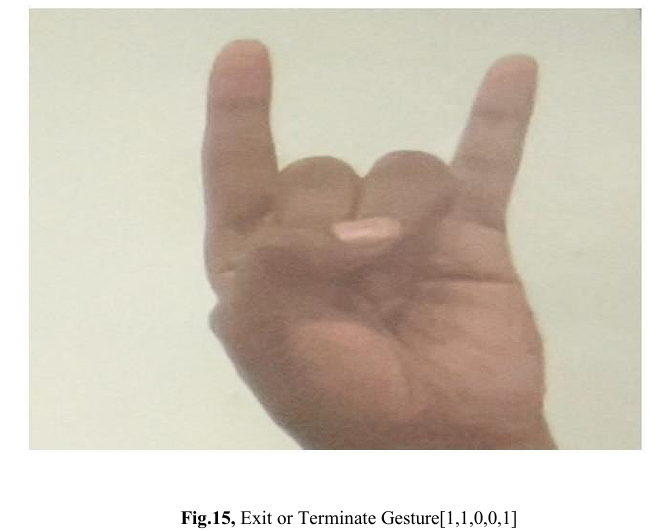 Fig.15, Exit or Terminate Gesture[1,1,0,0,1]